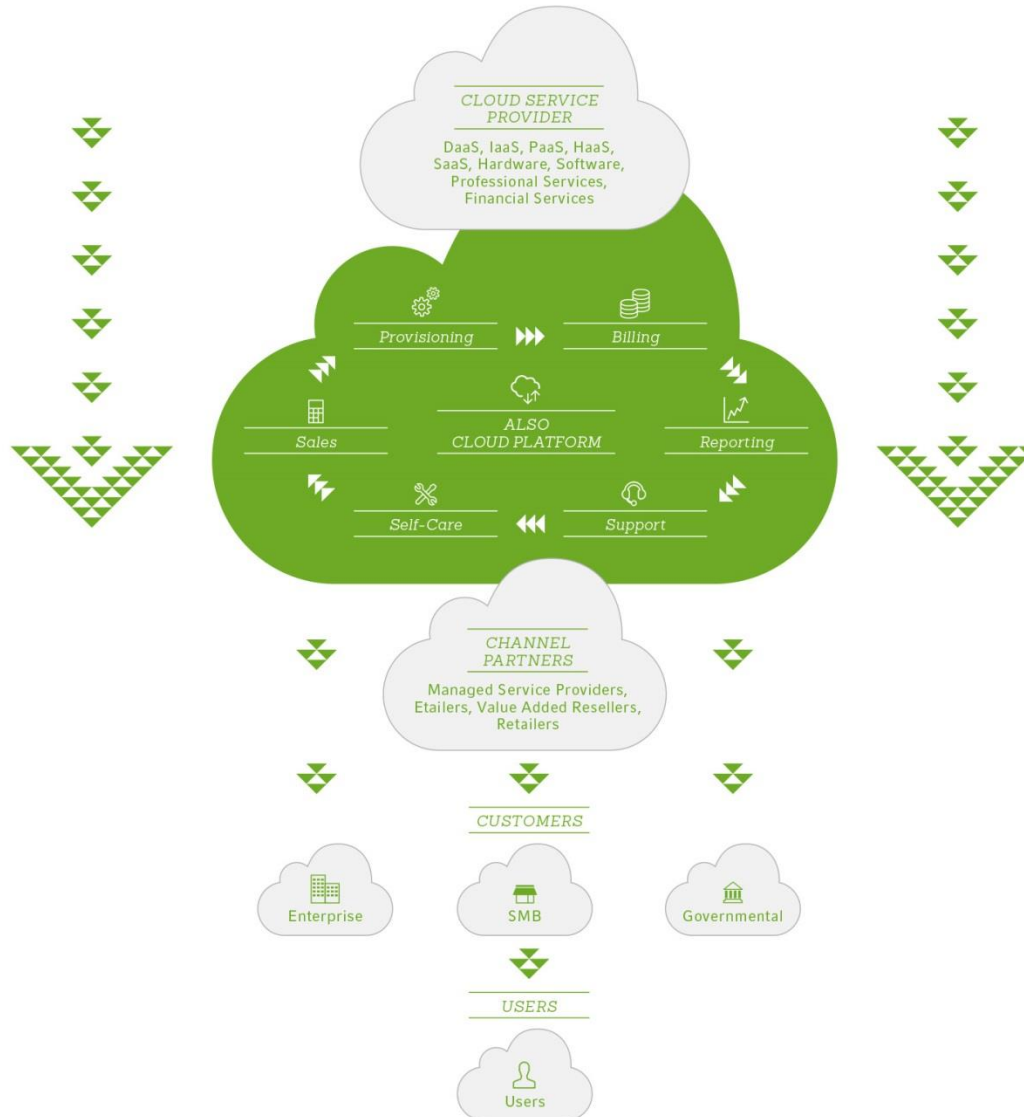 CLOUD SERVICE
PROVIDER
DaaS, IaaS, PaaS, HaaS,
SaaS, Hardware, Software,
Professional Services,
Financial Services
Provisioning
Billing
Sales
ALSO
CLOUD PLATFORM
Reporting
Self-Care
Support
CHANNEL
PARTNERS
Managed Service Providers,
Etailers, Value Added Resellers,
Retailers
CUSTOMERS
Enterprise
SMB
Governmental
USERS
Users